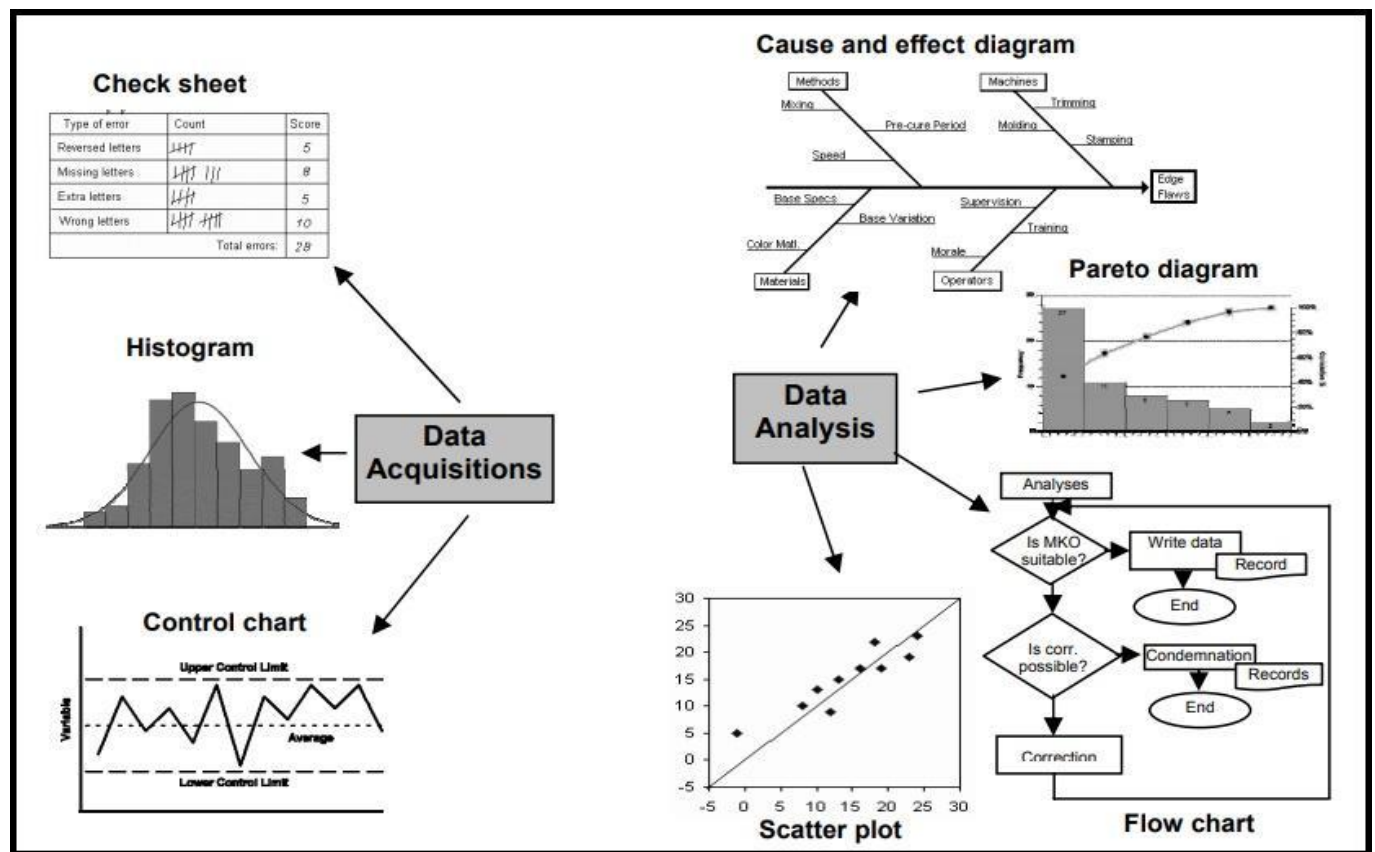 Check sheet
Type of error Count Score
Reversed letters 5
Missing letters 8
Extra letters 5
Wrong letters 10
Total errors: 28
Histogram
Data
Acquisitions
Control chart
Upper Control Limit
Variable
Average
Lower Control Limit
Cause and effect diagram
Methods Machines
Mixing Trimming
Pre-cure Period Molding
Stamping
Speed
Edge
Flaws
Base Specs Supervision
Base Variation Training
Color Matl. Morale
Materials Operators
Pareto diagram
Frequency
27
100%
Data
Analysis
Analyses
Is MKO
suitable?
Write data
Record
End
Is corr.
possible?
Condemnation
Records
End
Correction
Flow chart
30
25
20
15
10
5
0
-5
-5 0 5 10 15 20 25 30
Scatter plot